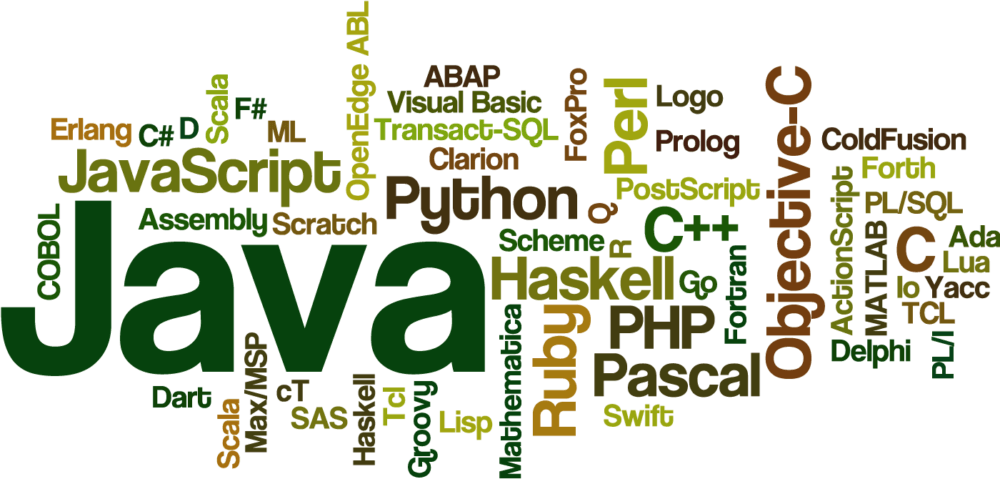 OpenEdge ABL
ABAP
Visual Basic
Transact-SQL
FoxPro
Perl
Logo
Prolog
Objective-C
ColdFusion
Forth
Scala
F#
Erlang
C#
D
ML
JavaScript
Clarion
Python
PostScript
Q
ActionScript
PL/SQL
COBOL
Assembly
Scratch
Scheme
R
C++
MATLAB
C
Ada
Lua
Java
Haskell
Go
Fortran
Io
Yacc
TCL
Mathematica
Ruby
PHP
Delphi
PL/I
Pascal
Dart
Scala
Max/MSP
cT
SAS
Haskell
Tcl
Groovy
Lisp
Swift